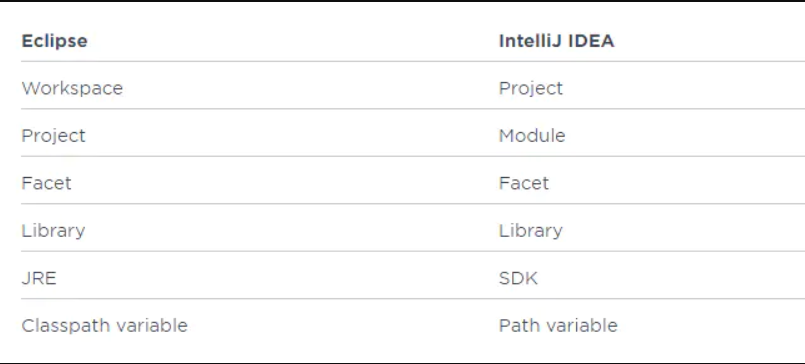 Eclipse IntelliJ IDEA
Workspace Project
Project Module
Facet Facet
Library Library
JRE SDK
Classpath variable Path variable